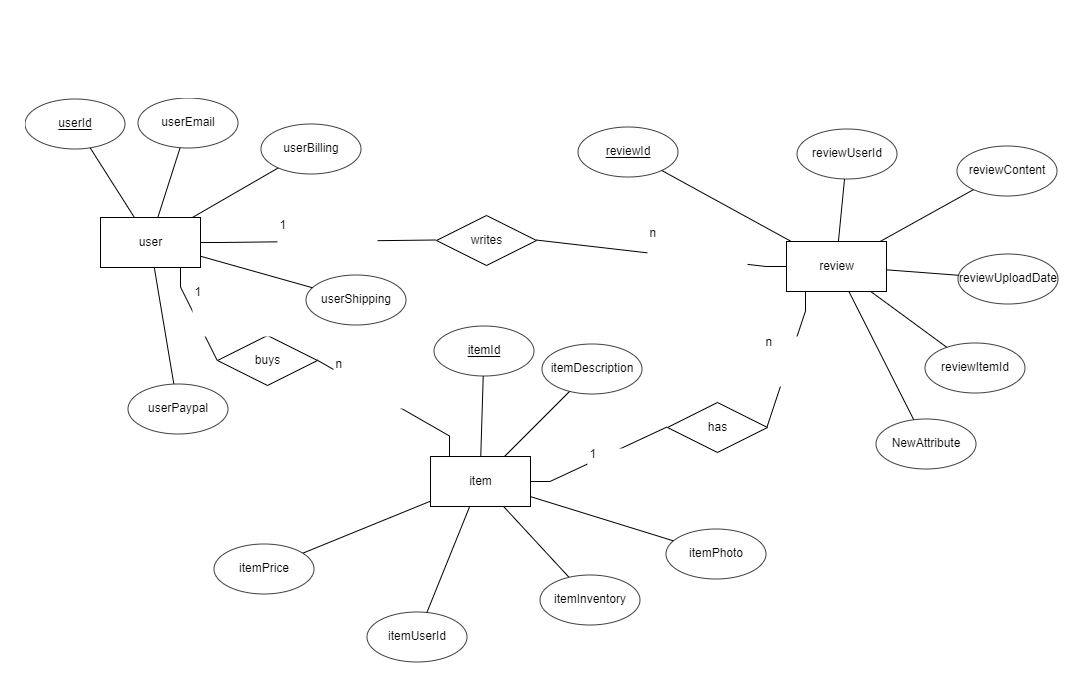 userId
userEmail
userBilling
reviewId
reviewUserId
reviewContent
1
n
user
writes
review
reviewUploadDate
1
userShipping
n
buys
n
itemId
itemDescription
reviewItemId
userPaypal
has
NewAttribute
1
item
itemPrice
itemPhoto
itemInventory
itemUserId